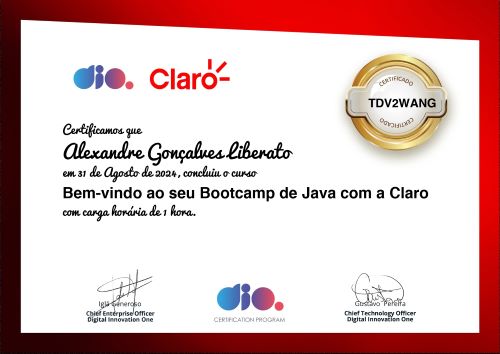 dio. Claro
CERTIFICADO
TDV2WANG
CERTIFICADO
Certificamos que
Alexandre Gonçalves Liberato
em 31 de Agosto de 2024, concluiu o curso
Bem-vindo ao seu Bootcamp de Java com a Claro
com carga horária de 1 hora.
Iglá Generoso
Chief Enterprise Officer
Digital Innovation One
dio.
CERTIFICATION PROGRAM
Gustavo Pereira
Chief Technology Officer
Digital Innovation One